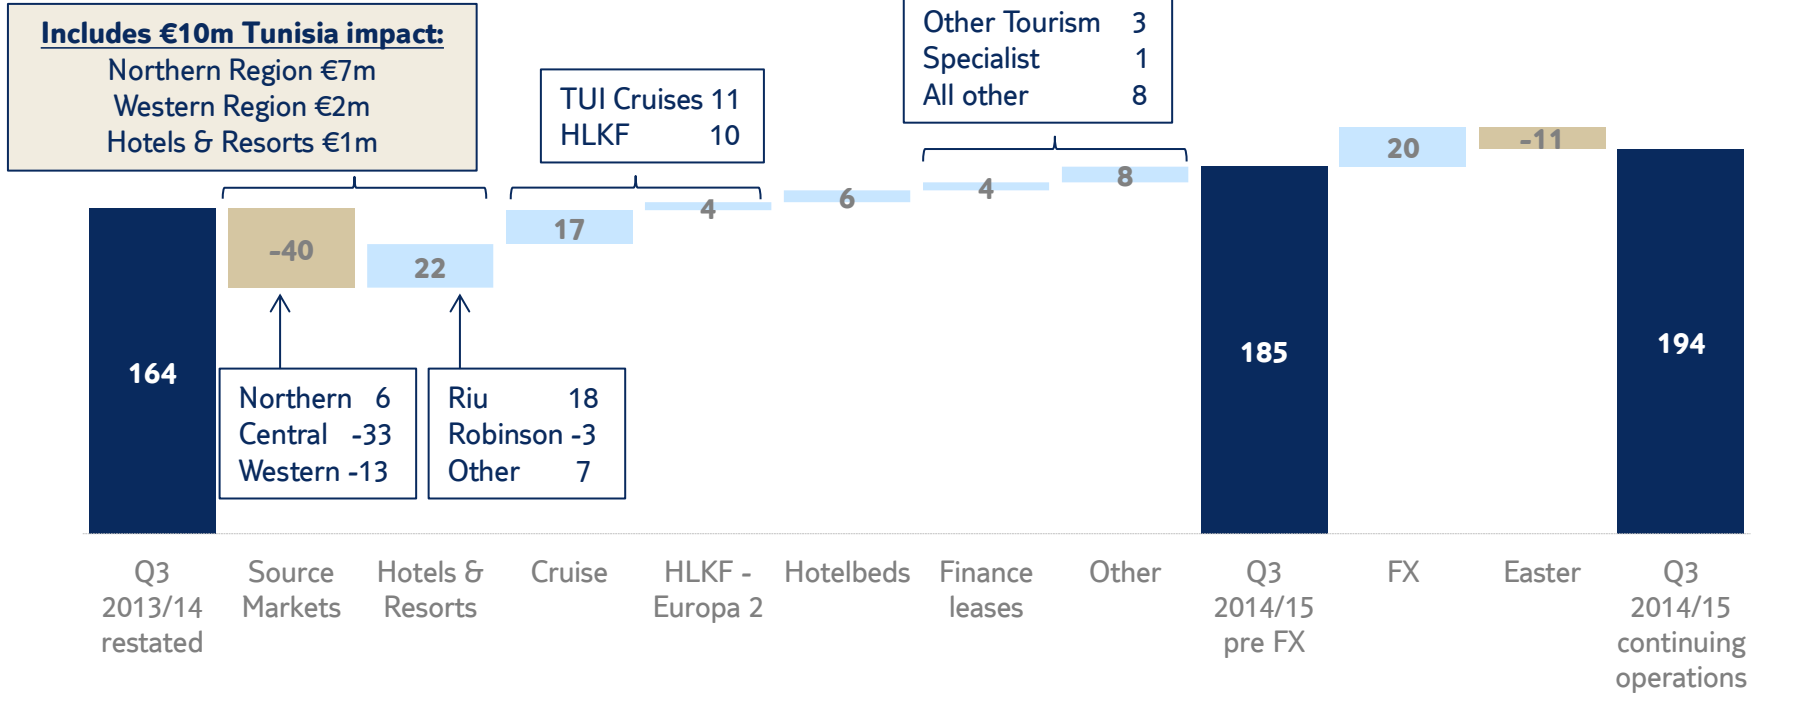 Includes €10m Tunisia impact:
Northern Region €7m
Western Region €2m
Hotels & Resorts €1m
TUI Cruises 11
HLKF 10
Other Tourism 3
Specialist 1
All other 8
164
-40
22
17
4
6
4
8
185
20
-11
194
Northern 6
Central -33
Western -13
Riu 18
Robinson -3
Other 7
Q3
2013/14
restated
Source
Markets
Hotels &
Resorts
Cruise
HLKF -
Europa 2
Hotelbeds
Finance
leases
Other
Q3
2014/15
pre FX
FX
Easter
Q3
2014/15
continuing
operations